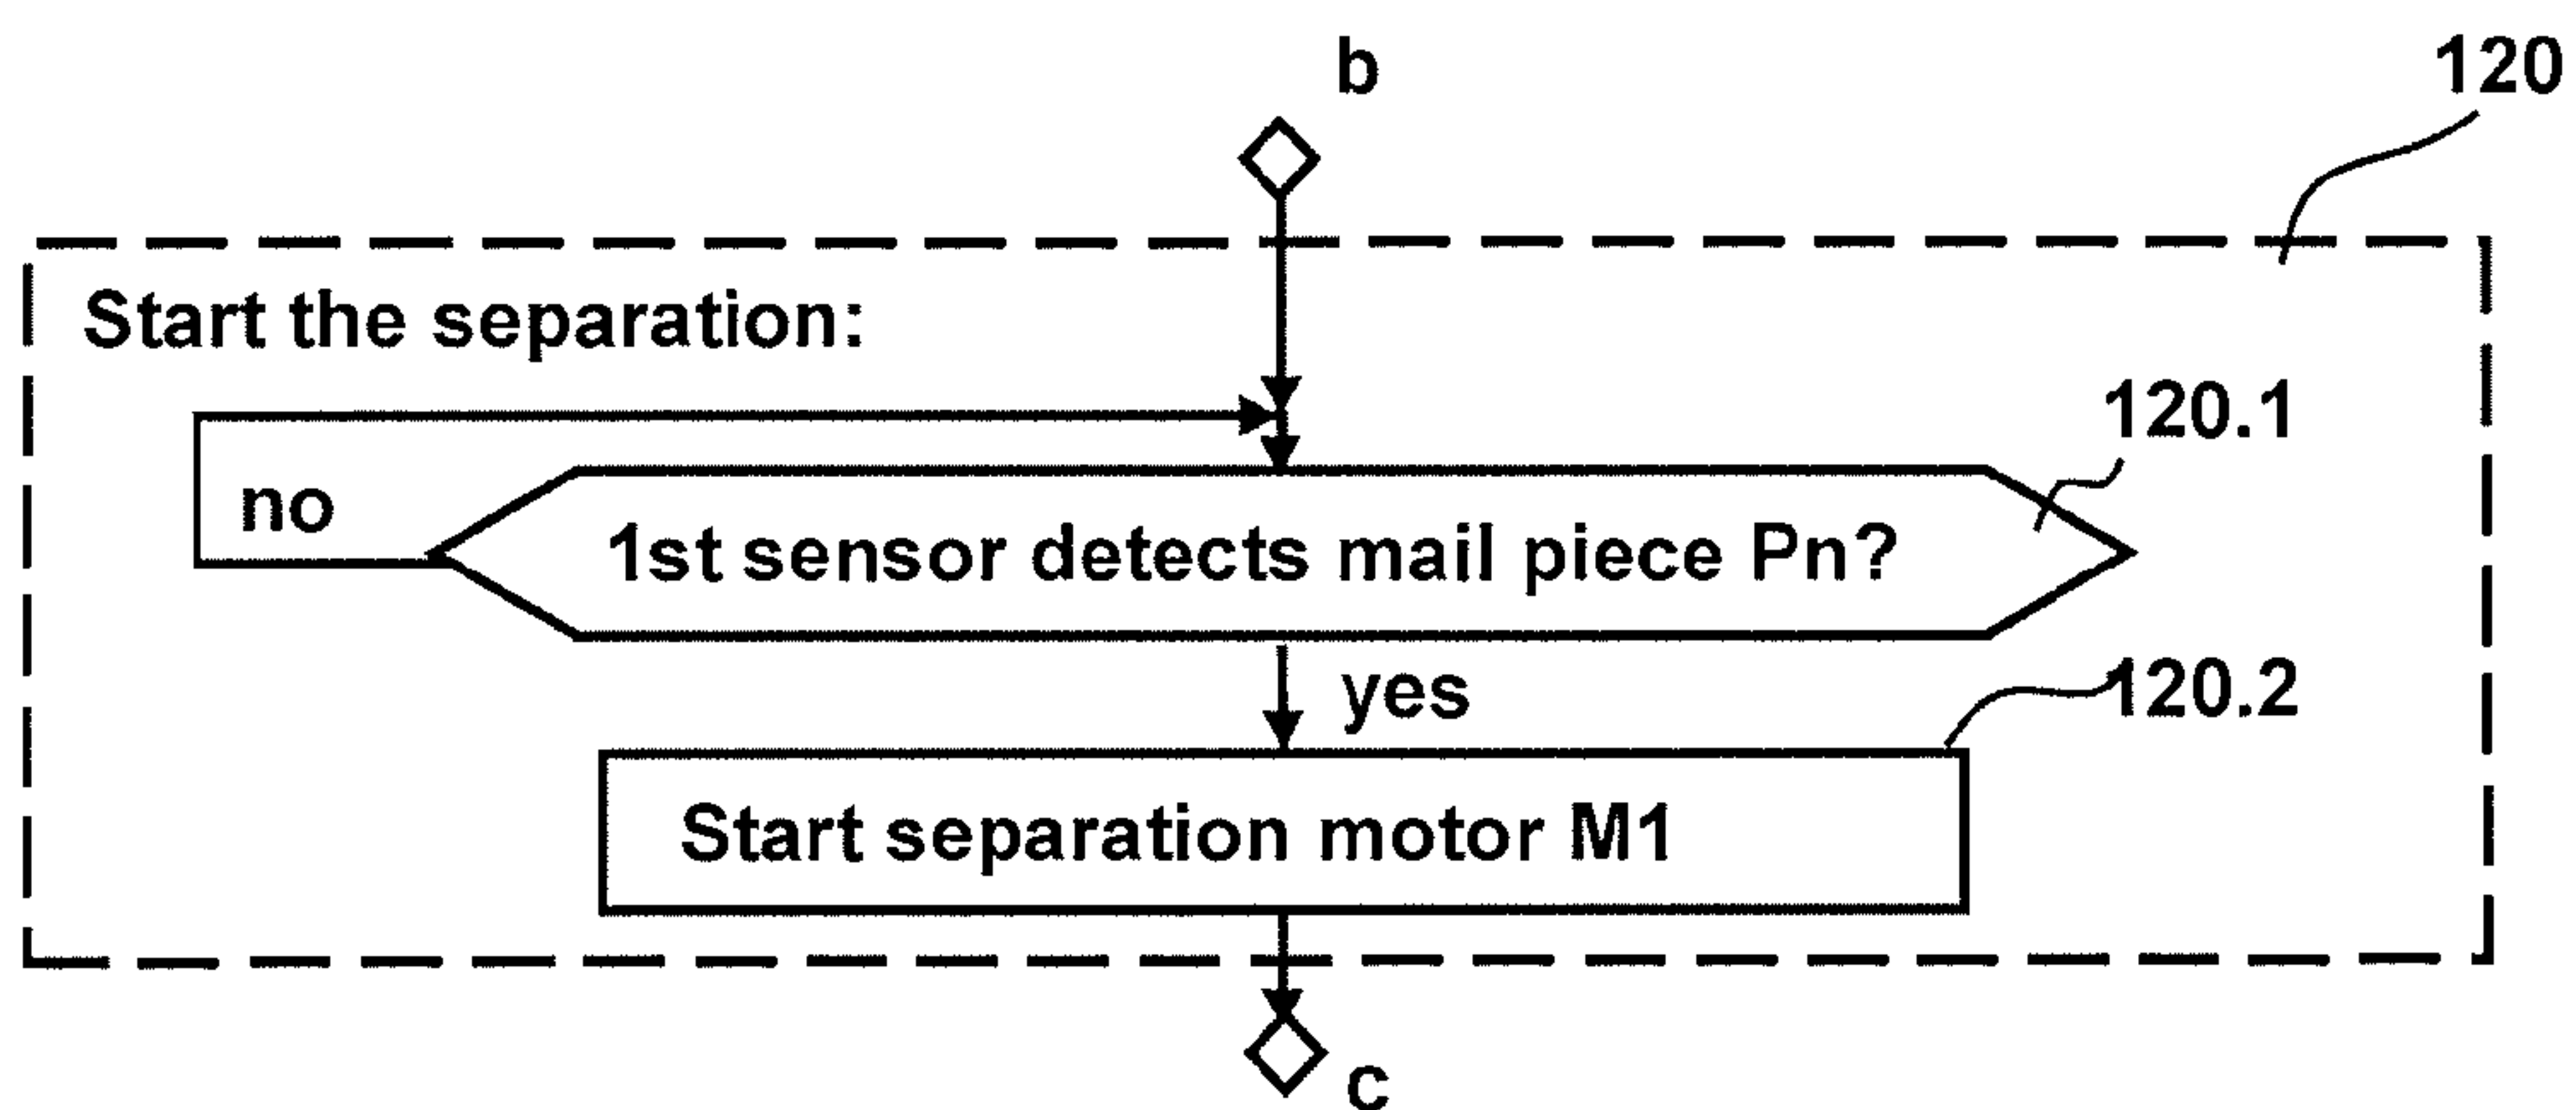 b
120
Start the separation:
120.1
no
1st sensor detects mail piece Pn?
yes
120.2
Start separation motor M1
c